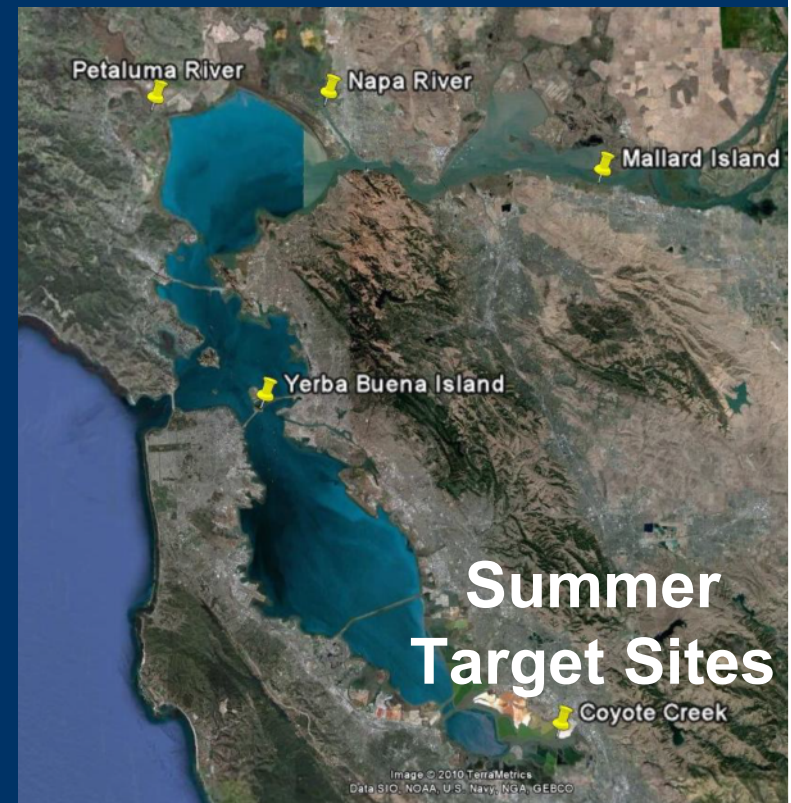 Petaluma River
Napa River
Mallard Island
Yerba Buena Island
Summer
Target Sites
Coyote Creek
Image © 2010 TerraMetrics
Data SIO, NOAA, U.S. Navy, NGA, GEBCO